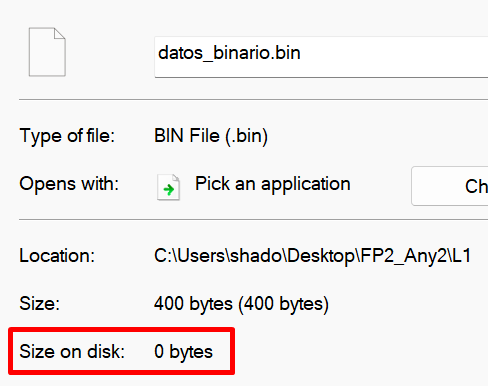 datos_binario.bin
Type of file: BIN File (.bin)
Opens with: Pick an application Ch
Location: C:\Users\shado\Desktop\FP2_Any2\L1
Size: 400 bytes (400 bytes)
Size on disk: 0 bytes